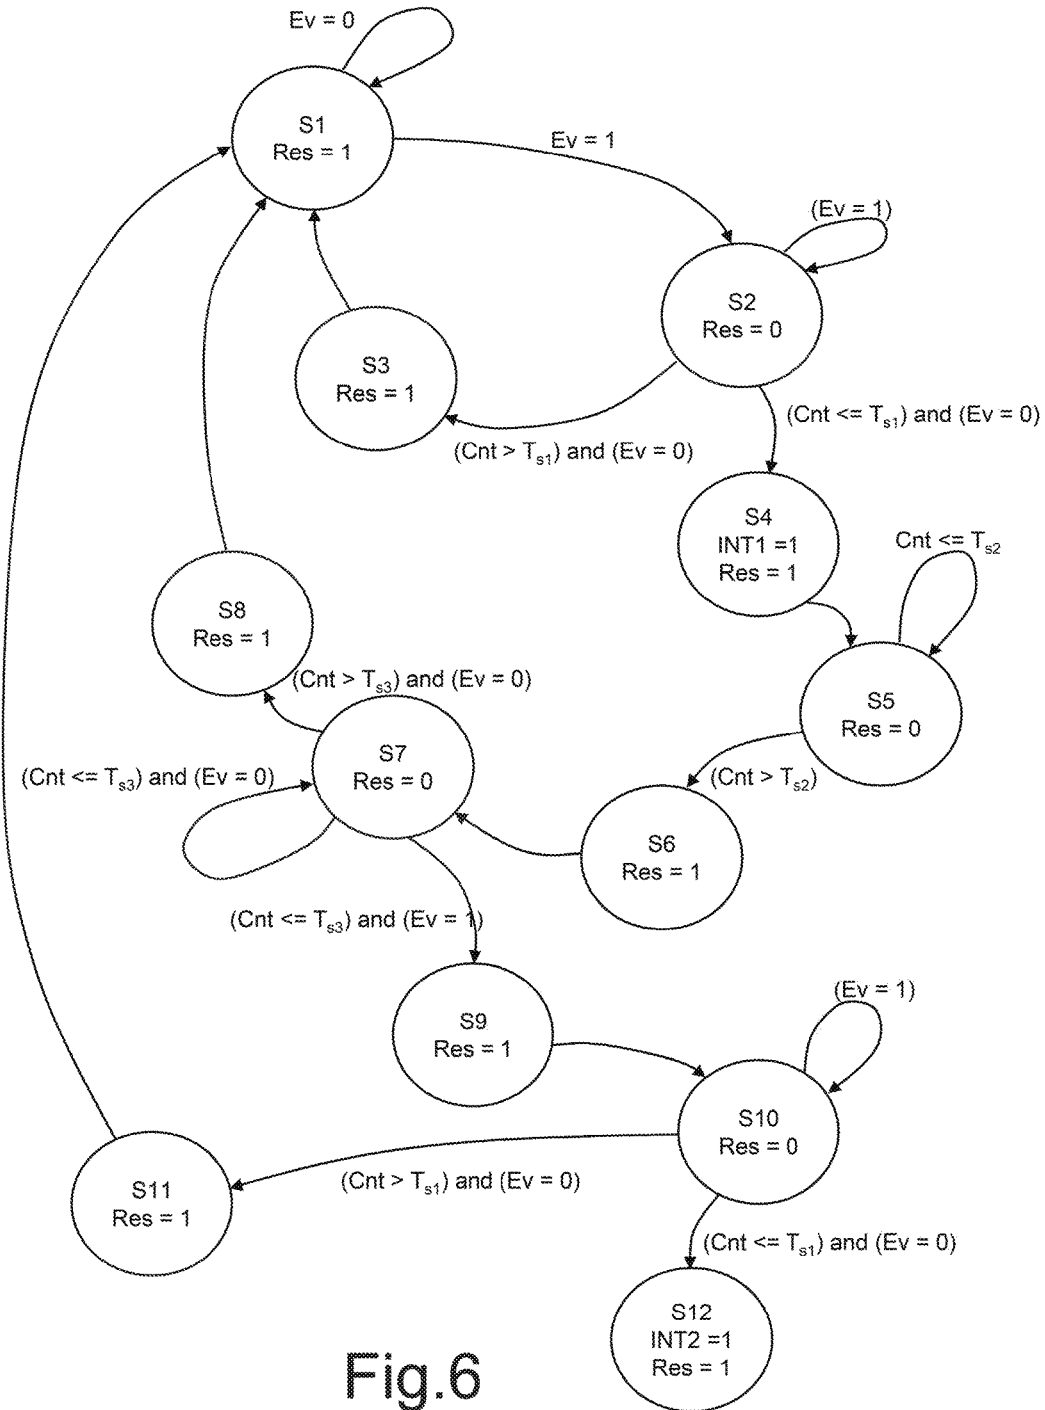 Ev = 0
S1
Res = 1
Ev = 1
(Ev = 1)
S2
Res = 0
S3
Res = 1
(Cnt <= Ts1) and (Ev = 0)
(Cnt > Ts1) and (Ev = 0)
S4
INT1 =1
Res = 1
Cnt <= Ts2
S8
Res = 1
(Cnt > Ts3) and (Ev = 0)
S5
Res = 0
S7
Res = 0
(Cnt <= Ts3) and (Ev = 0)
(Cnt > Ts2)
S6
Res = 1
(Cnt <= Ts3) and (Ev = 1)
(Ev = 1)
S9
Res = 1
S10
Res = 0
(Cnt > Ts1) and (Ev = 0)
S11
Res = 1
(Cnt <= Ts1) and (Ev = 0)
S12
INT2 =1
Res = 1
Fig.6